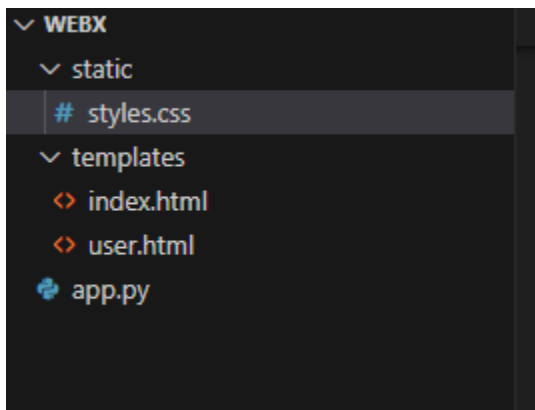 WEBX
static
# styles.css
templates
<> index.html
<> user.html
app.py